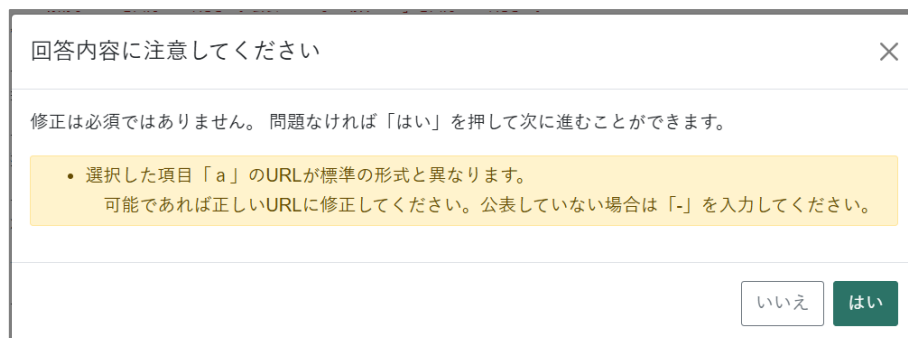 回答内容に注意してください
修正は必須ではありません。 問題なければ「はい」を押して次に進むことができます。
• 選択した項目「ａ」のURLが標準の形式と異なります。
可能であれば正しいURLに修正してください。公表していない場合は「-」を入力してください。
いいえ
はい